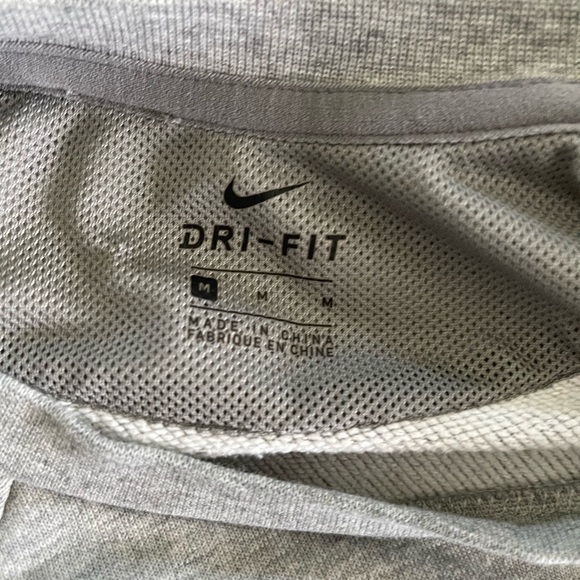 DRI-FIT
M M M
MADE IN CHINA
FABRIQUE EN CHINE